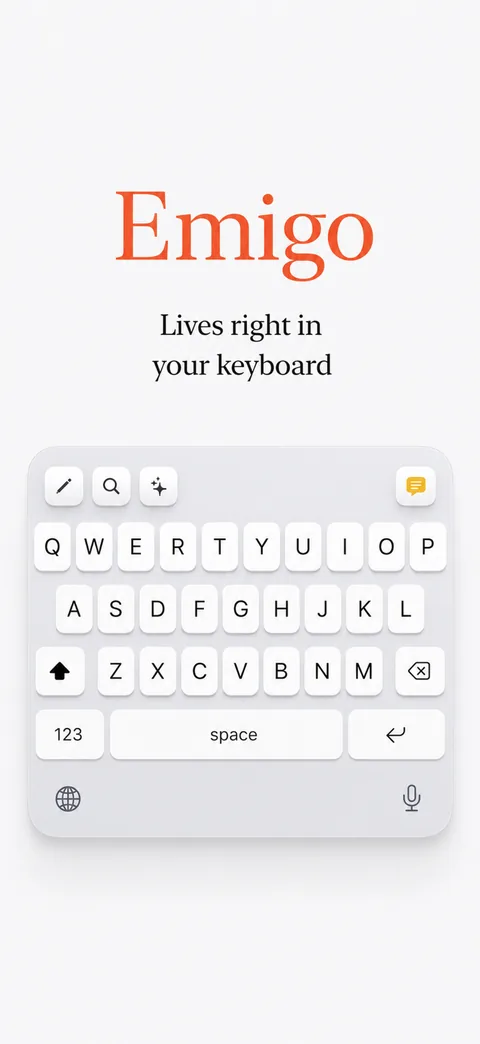 Emigo
Lives right in
your keyboard
Q W E R T Y U I O P
A S D F G H J K L
Z X C V B N M
123 space